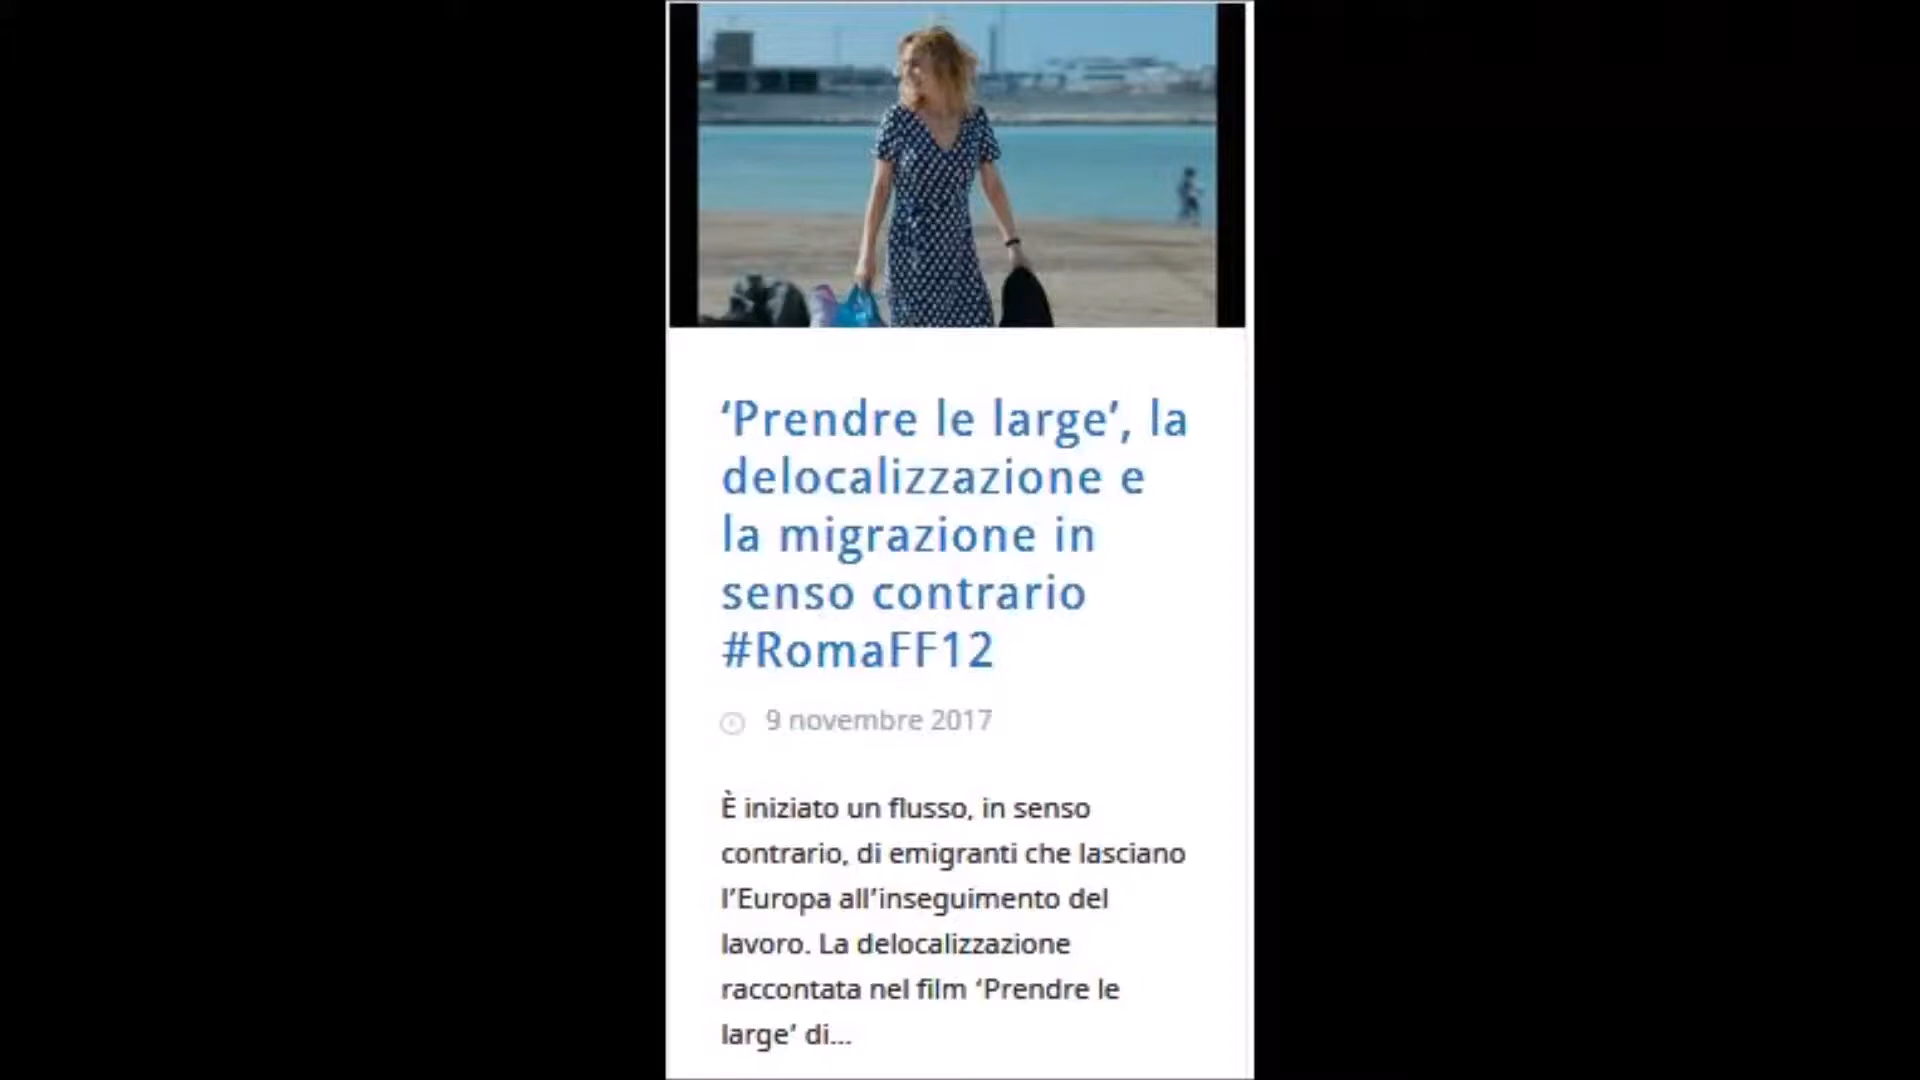 ‘Prendre le large’, la
delocalizzazione e
la migrazione in
senso contrario
#RomaFF12
9 novembre 2017
È iniziato un flusso, in senso
contrario, di emigranti che lasciano
l’Europa all’inseguimento del
lavoro. La delocalizzazione
raccontata nel film ‘Prendre le
large’ di...